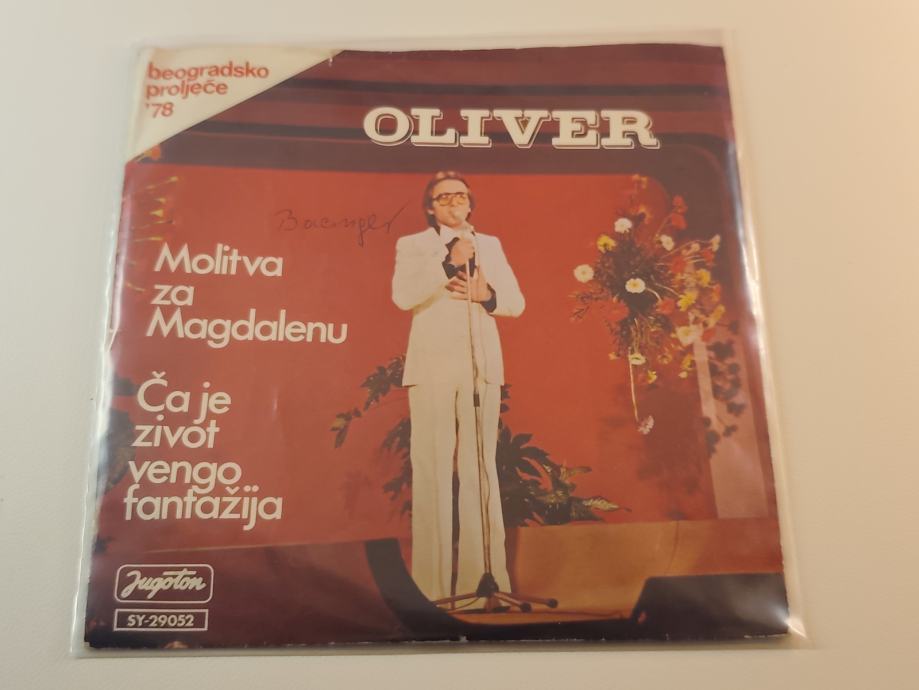 beogradsko
proljeće
'78
OLIVER
Molitva
za
Magdalenu
Ča je
zivot
vengo
fantažija
Jugoton
SY-29052